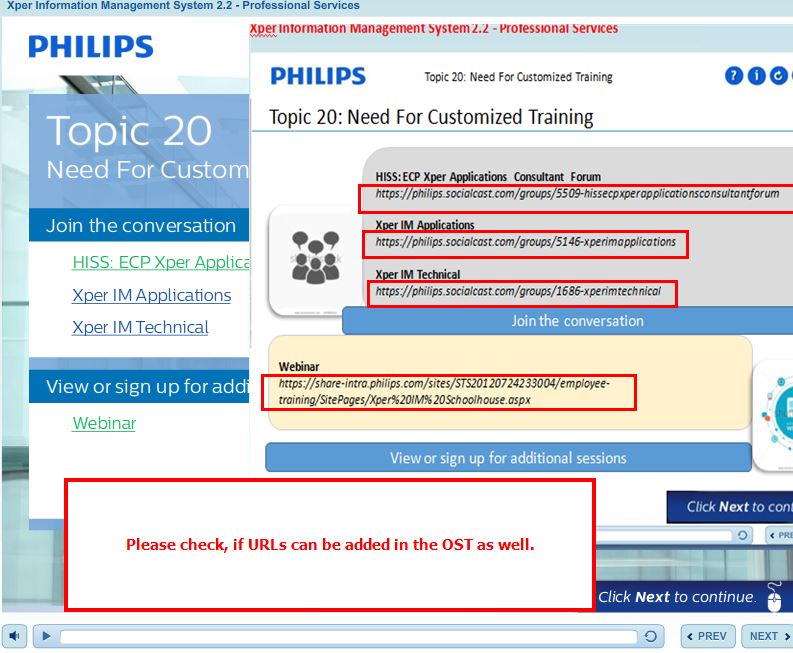 Xper Information Management System 2.2 - Professional Services
Xper Information Management System 2.2 - Professional Services
PHILIPS
Topic 20
Need For Custom
Join the conversation
HISS: ECP Xper Applica
Xper IM Applications
Xper IM Technical
View or sign up for addi
Webinar
PHILIPS
Topic 20: Need For Customized Training
Topic 20: Need For Customized Training
HISS: ECP Xper Applications Consultant Forum
https://philips.socialcast.com/groups/5509-hissecpxperapplicationsconsultantforum
Xper IM Applications
https://philips.socialcast.com/groups/5146-xperimapplications
Xper IM Technical
https://philips.socialcast.com/groups/1686-xperimtechnical
Join the conversation
Webinar
https://share-intra.philips.com/sites/STS20120724233004/employee-
training/SitePages/Xper%20IM%20Schoolhouse.aspx
View or sign up for additional sessions
Click Next to cont
PRE
Please check, if URLs can be added in the OST as well.
Click Next to continue.
PREV
NEXT